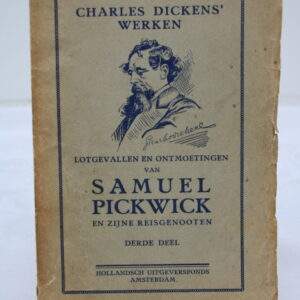 CHARLES DICKENS'
WERKEN
LOTGEVALLEN EN ONTMOETINGEN
VAN
SAMUEL
PICKWICK
EN ZIJNE REISGENOOTEN
DERDE DEEL
HOLLANDSCH UITGEVERSFONDS
AMSTERDAM